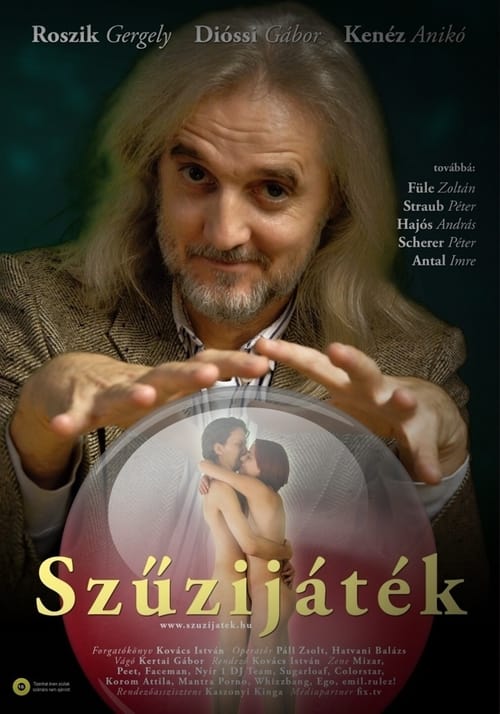 Roszik Gergely Dióssi Gábor Kenéz Anikó
továbbá:
Füle Zoltán
Straub Péter
Hajós András
Scherer Péter
Antal Imre
Szűzijáték
www.szuzijatek.hu
Forgatókönyv Kovács István Operatőr Páll Zsolt, Hatvani Balázs
Vágó Kertai Gábor Rendező Kovács István Zene Mizar,
Peet, Faceman, Nyír 1 DJ Team, Sugarloaf, Colorstar,
Korom Attila, Mantra Porno, Whizzbang, Ego, emil.rulez!
Rendezőasszisztens Kaszonyi Kinga Médiapartner fix.tv